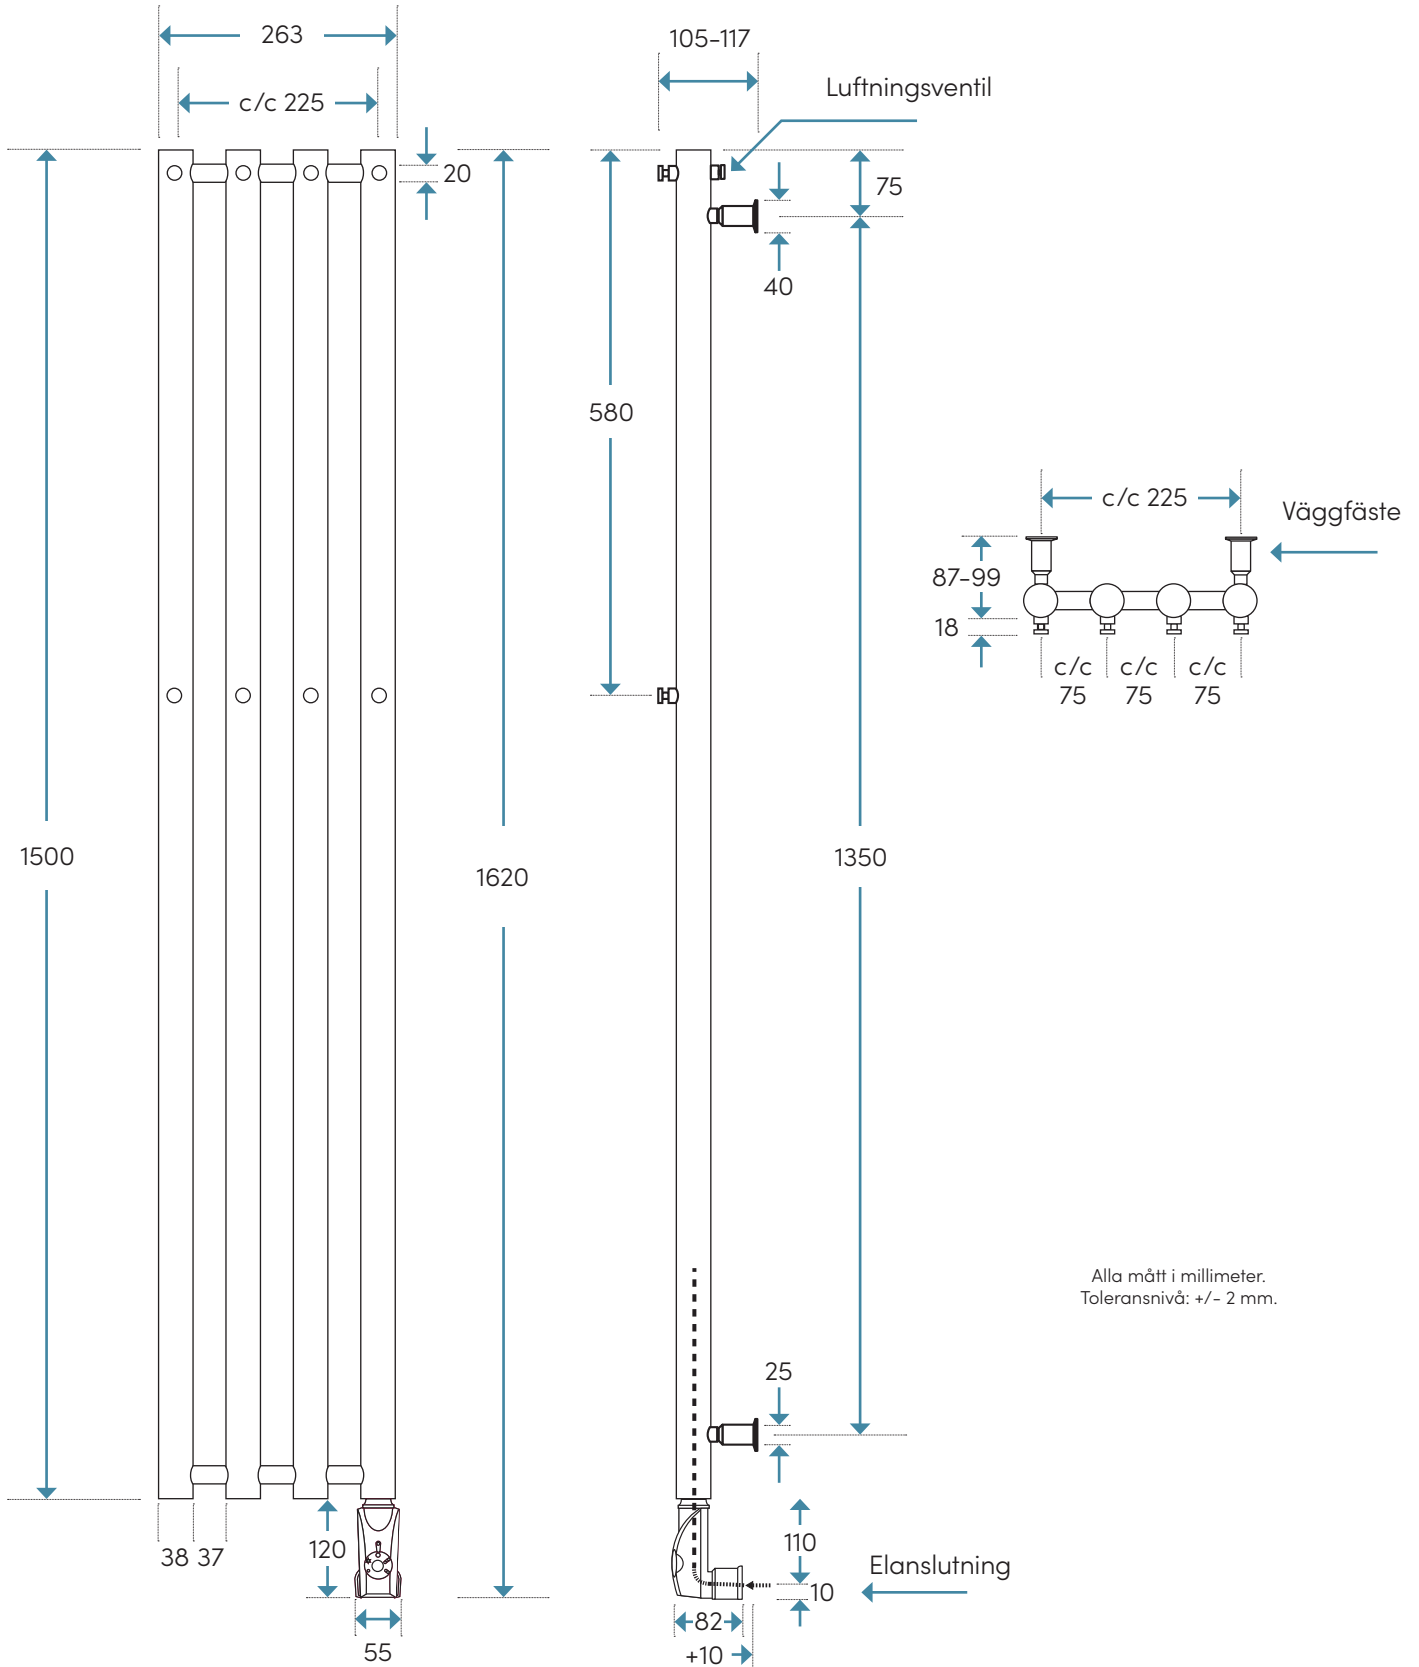 263
105-117
c/c 225
Luftningsventil
20
75
40
580
c/c 225
Väggfäste
87-99
18
c/c
75
c/c
75
c/c
75
1500
1620
1350
Alla mått i millimeter.
Toleransnivå: +/- 2 mm.
25
38
37
120
110
Elanslutning
10
82
+10
55